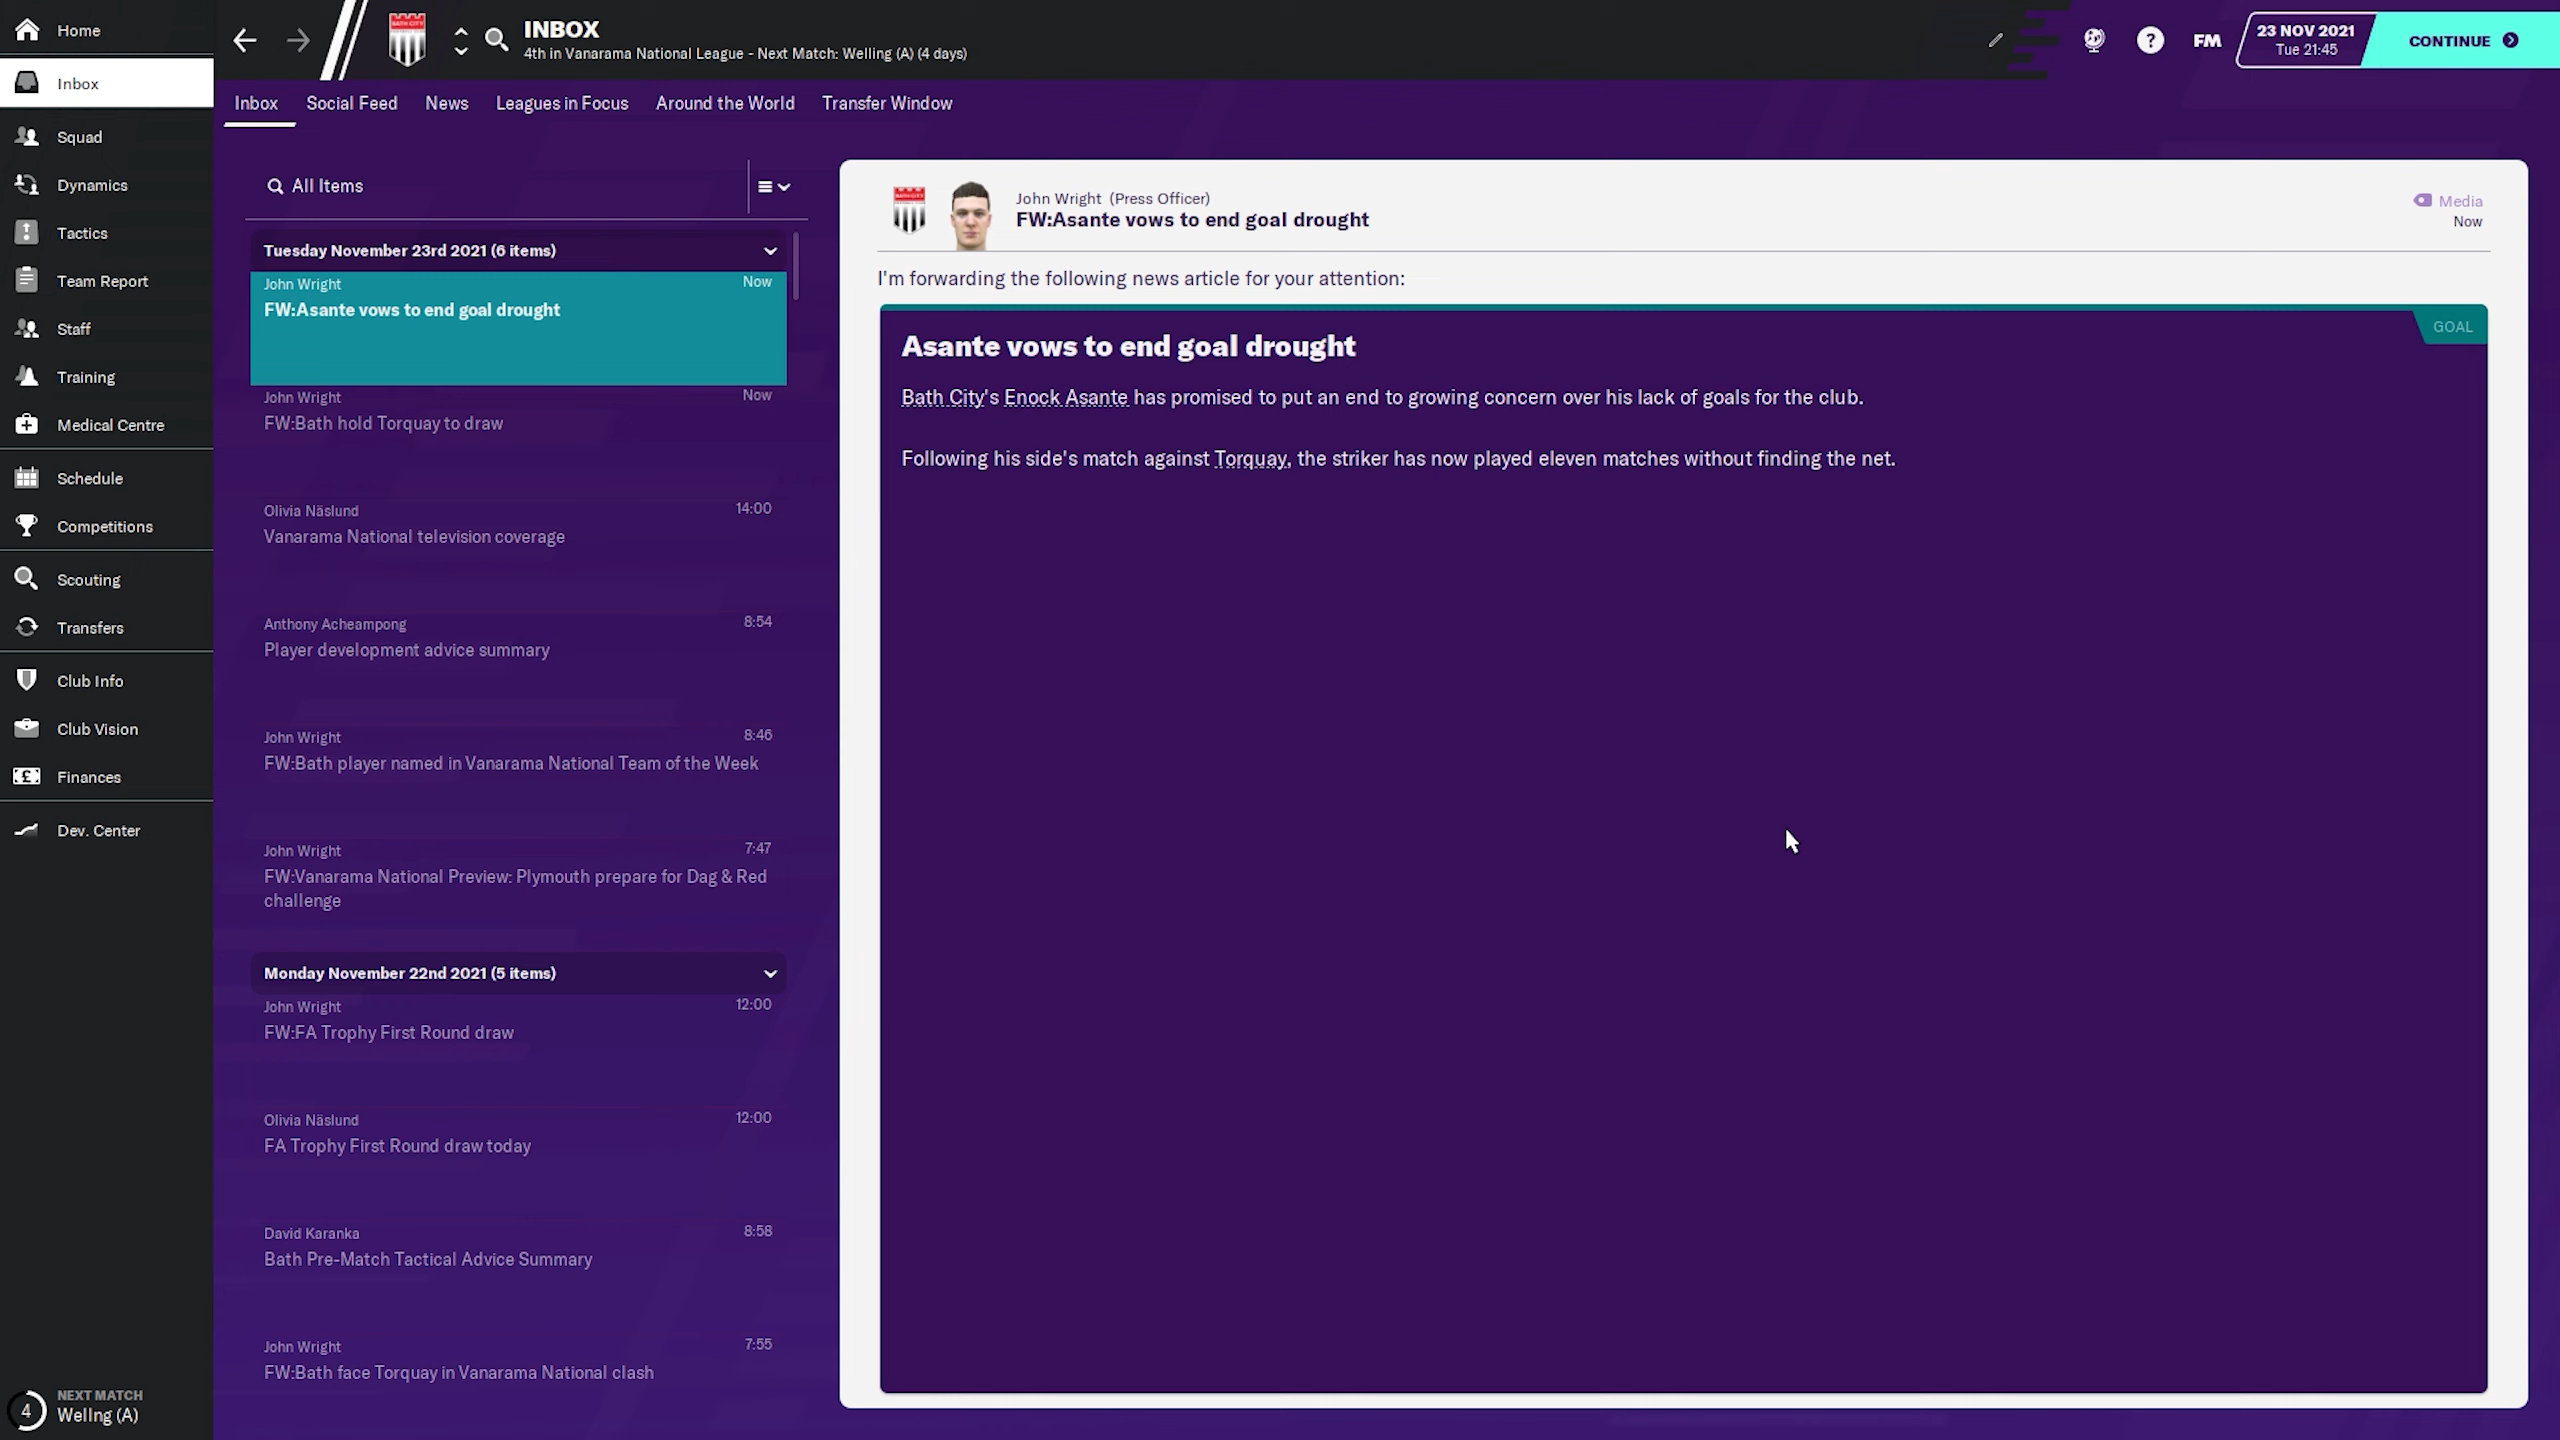 Home
Inbox
Squad
Dynamics
Tactics
Team Report
Staff
Training
Medical Centre
Schedule
Competitions
Scouting
Transfers
Club Info
Club Vision
Finances
Dev. Center
4
NEXT MATCH
Wellng (A)
BATH CITY
INBOX
4th in Vanarama National League - Next Match: Welling (A) (4 days)
?
FM
23 NOV 2021
Tue 21:45
CONTINUE
Inbox
Social Feed
News
Leagues in Focus
Around the World
Transfer Window
All Items
Tuesday November 23rd 2021 (6 items)
John Wright
Now
FW:Asante vows to end goal drought
John Wright
Now
FW:Bath hold Torquay to draw
Olivia Näslund
14:00
Vanarama National television coverage
Anthony Acheampong
8:54
Player development advice summary
John Wright
8:46
FW:Bath player named in Vanarama National Team of the Week
John Wright
7:47
FW:Vanarama National Preview: Plymouth prepare for Dag & Red
challenge
Monday November 22nd 2021 (5 items)
John Wright
12:00
FW:FA Trophy First Round draw
Olivia Näslund
12:00
FA Trophy First Round draw today
David Karanka
8:58
Bath Pre-Match Tactical Advice Summary
John Wright
7:55
FW:Bath face Torquay in Vanarama National clash
BATH CITY
John Wright (Press Officer)
FW:Asante vows to end goal drought
Media
Now
I'm forwarding the following news article for your attention:
GOAL
Asante vows to end goal drought
Bath City's Enock Asante has promised to put an end to growing concern over his lack of goals for the club.
Following his side's match against Torquay, the striker has now played eleven matches without finding the net.